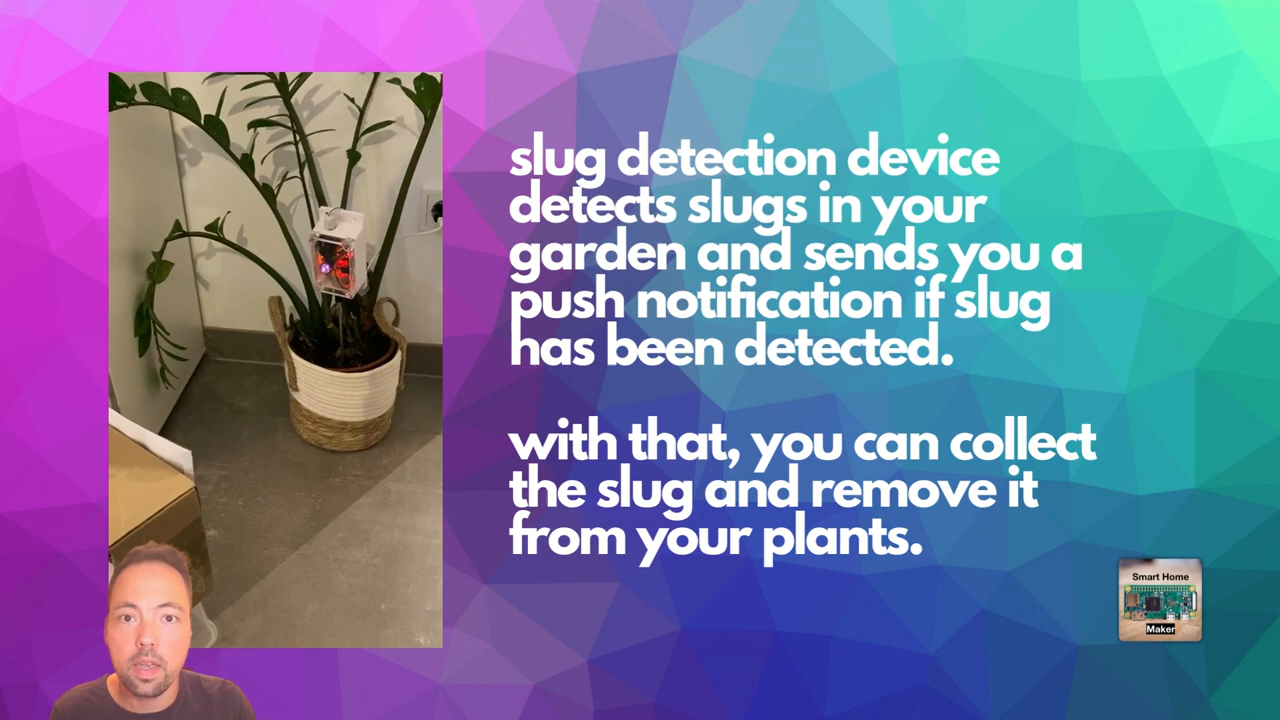 slug detection device
detects slugs in your
garden and sends you a
push notification if slug
has been detected.
with that, you can collect
the slug and remove it
from your plants.
Smart Home
Maker